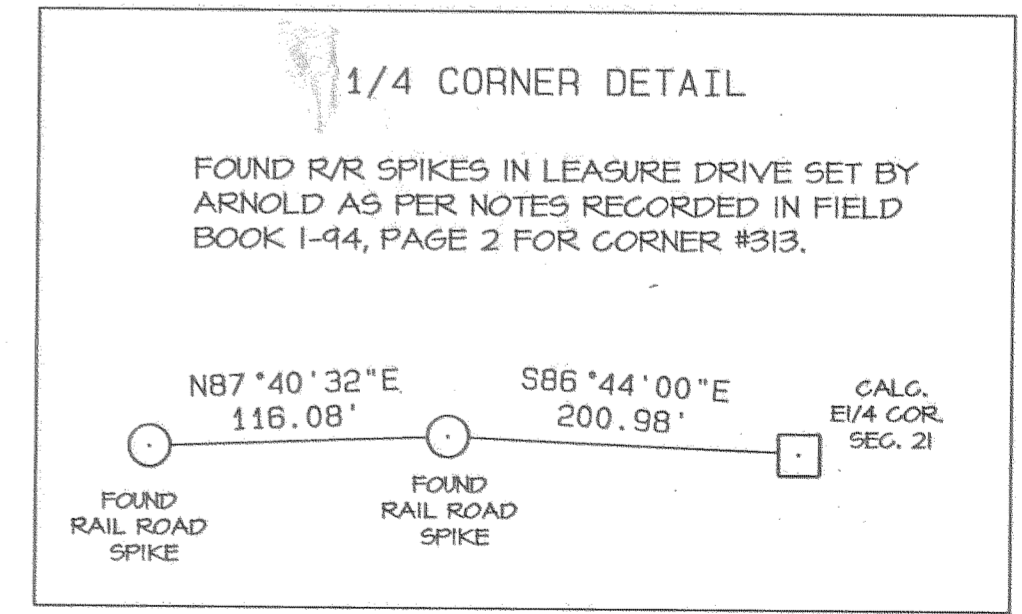 1/4 CORNER DETAIL
FOUND R/R SPIKES IN LEASURE DRIVE SET BY
ARNOLD AS PER NOTES RECORDED IN FIELD
BOOK 1-94, PAGE 2 FOR CORNER #313.
N87°40'32"E
116.08'
S86°44'00"E
200.98'
CALC.
E1/4 COR.
SEC. 21
FOUND
RAIL ROAD
SPIKE
FOUND
RAIL ROAD
SPIKE